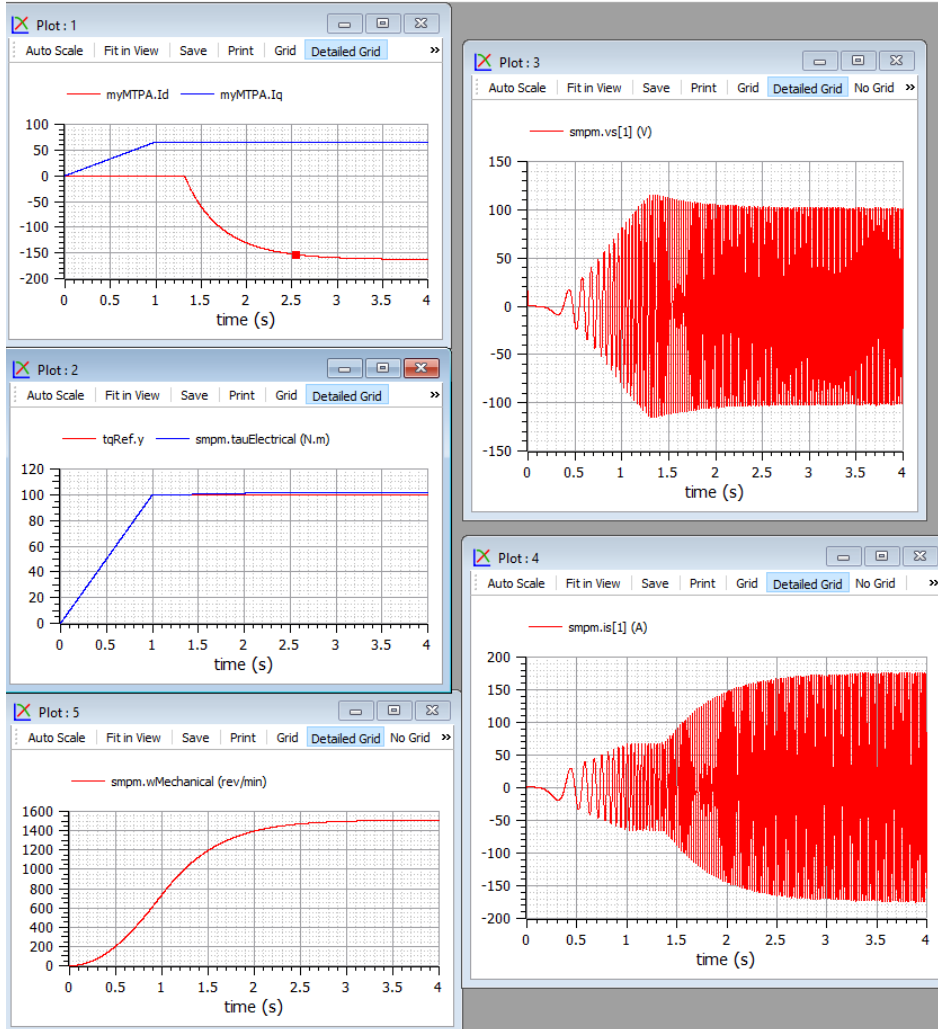 Plot : 1
Auto Scale Fit in View Save Print Grid Detailed Grid »
myMTPA.Id myMTPA.Iq
100
50
0
-50
-100
-150
-200
0 0.5 1 1.5 2 2.5 3 3.5 4
time (s)
Plot : 2
Auto Scale Fit in View Save Print Grid Detailed Grid »
tqRef.y smpm.tauElectrical (N.m)
120
100
80
60
40
20
0
0 0.5 1 1.5 2 2.5 3 3.5 4
time (s)
Plot : 5
Auto Scale Fit in View Save Print Grid Detailed Grid No Grid »
smpm.wMechanical (rev/min)
1600
1400
1200
1000
800
600
400
200
0
0 0.5 1 1.5 2 2.5 3 3.5 4
time (s)
Plot : 3
Auto Scale Fit in View Save Print Grid Detailed Grid No Grid »
smpm.vs[1] (V)
150
100
50
0
-50
-100
-150
0 0.5 1 1.5 2 2.5 3 3.5 4
time (s)
Plot : 4
Auto Scale Fit in View Save Print Grid Detailed Grid No Grid »
smpm.is[1] (A)
200
150
100
50
0
-50
-100
-150
-200
0 0.5 1 1.5 2 2.5 3 3.5 4
time (s)